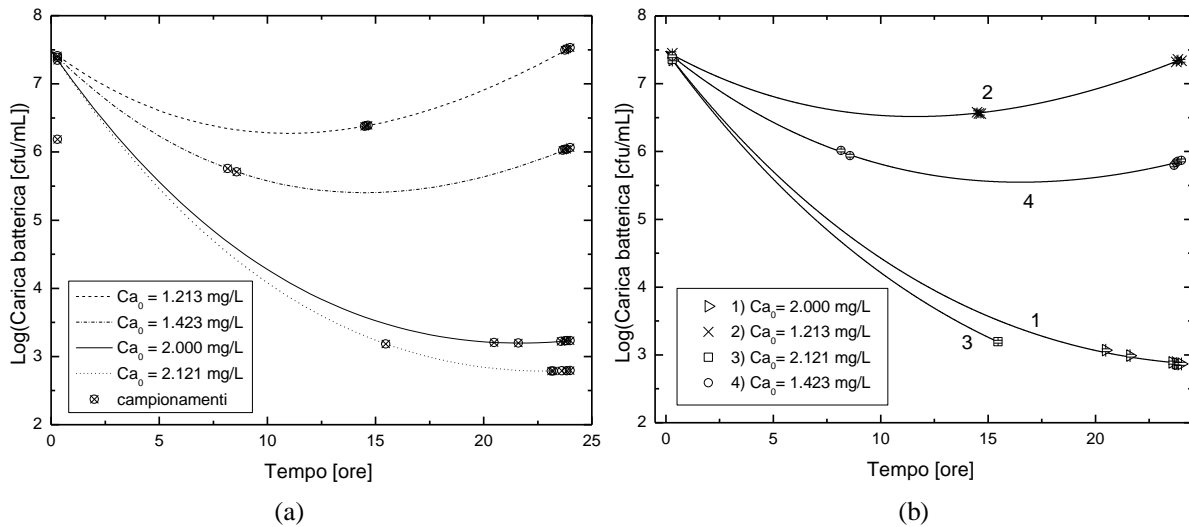 8
7
6
5
4
3
2
0
5
10
15
20
25
Log(Carica batterica [cfu/mL])
Tempo [ore]
Ca0 = 1.213 mg/L
Ca0 = 1.423 mg/L
Ca0 = 2.000 mg/L
Ca0 = 2.121 mg/L
campionamenti
(a)
8
7
6
5
4
3
2
0
5
10
15
20
Log(Carica batterica [cfu/mL])
Tempo [ore]
2
4
1
3
1) Ca0= 2.000 mg/L
2) Ca0= 1.213 mg/L
3) Ca0= 2.121 mg/L
4) Ca0= 1.423 mg/L
(b)